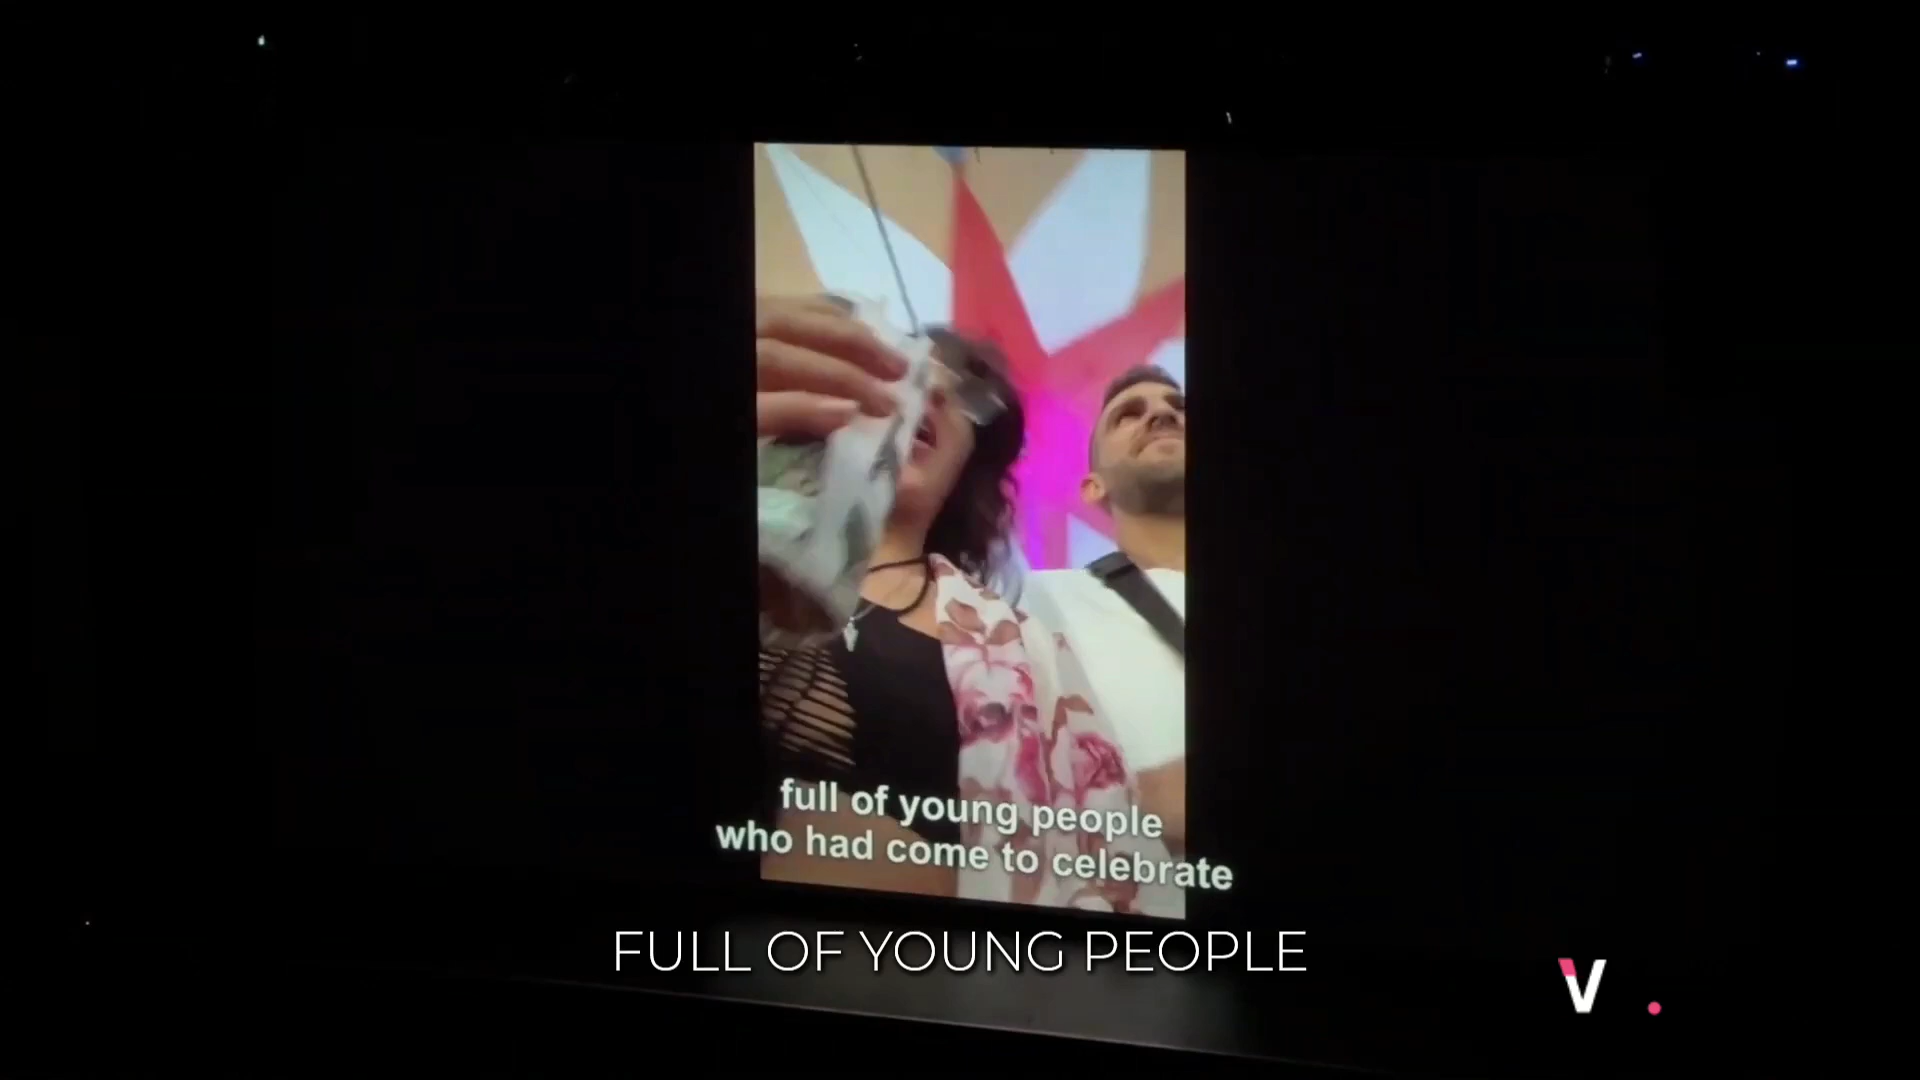 full of young people
who had come to celebrate
FULL OF YOUNG PEOPLE
V.